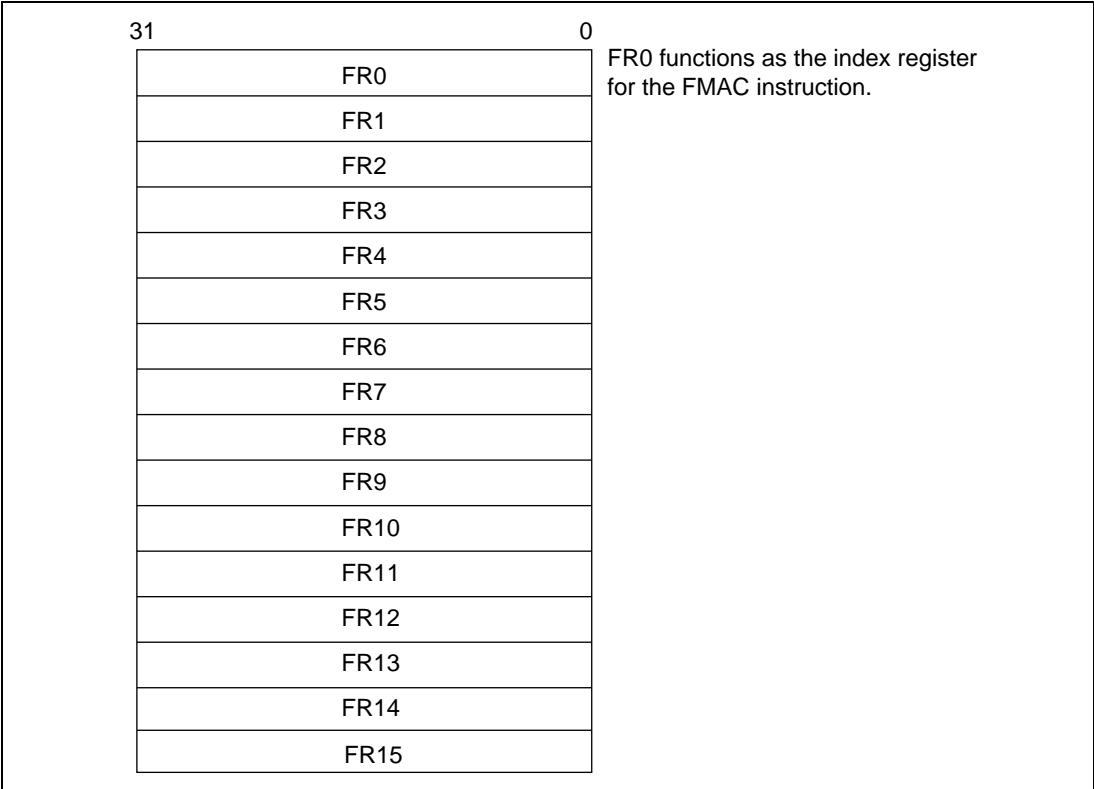 31 0
FR0 functions as the index register
for the FMAC instruction.
FR0
FR1
FR2
FR3
FR4
FR5
FR6
FR7
FR8
FR9
FR10
FR11
FR12
FR13
FR14
FR15